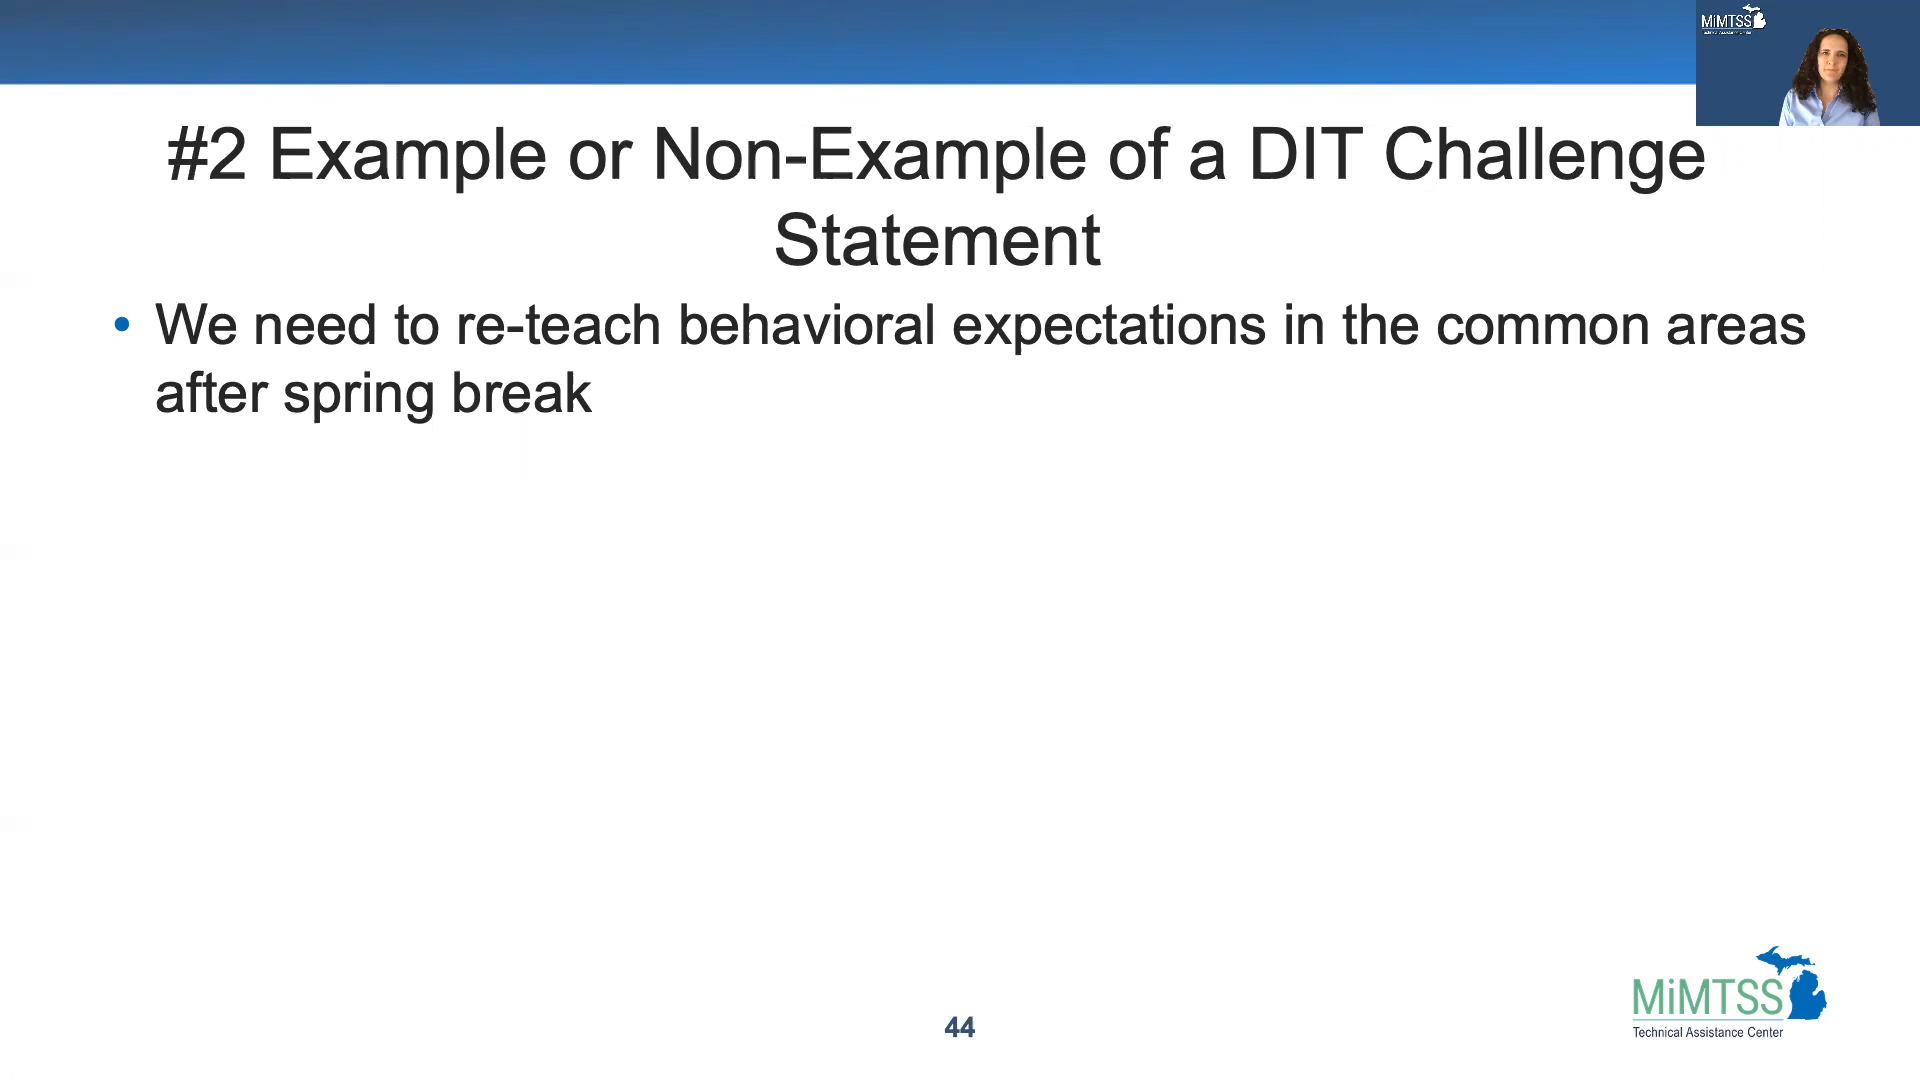 MiMTSS
#2 Example or Non-Example of a DIT Challenge
Statement
• We need to re-teach behavioral expectations in the common areas
after spring break
44
MiMTSS
Technical Assistance Center